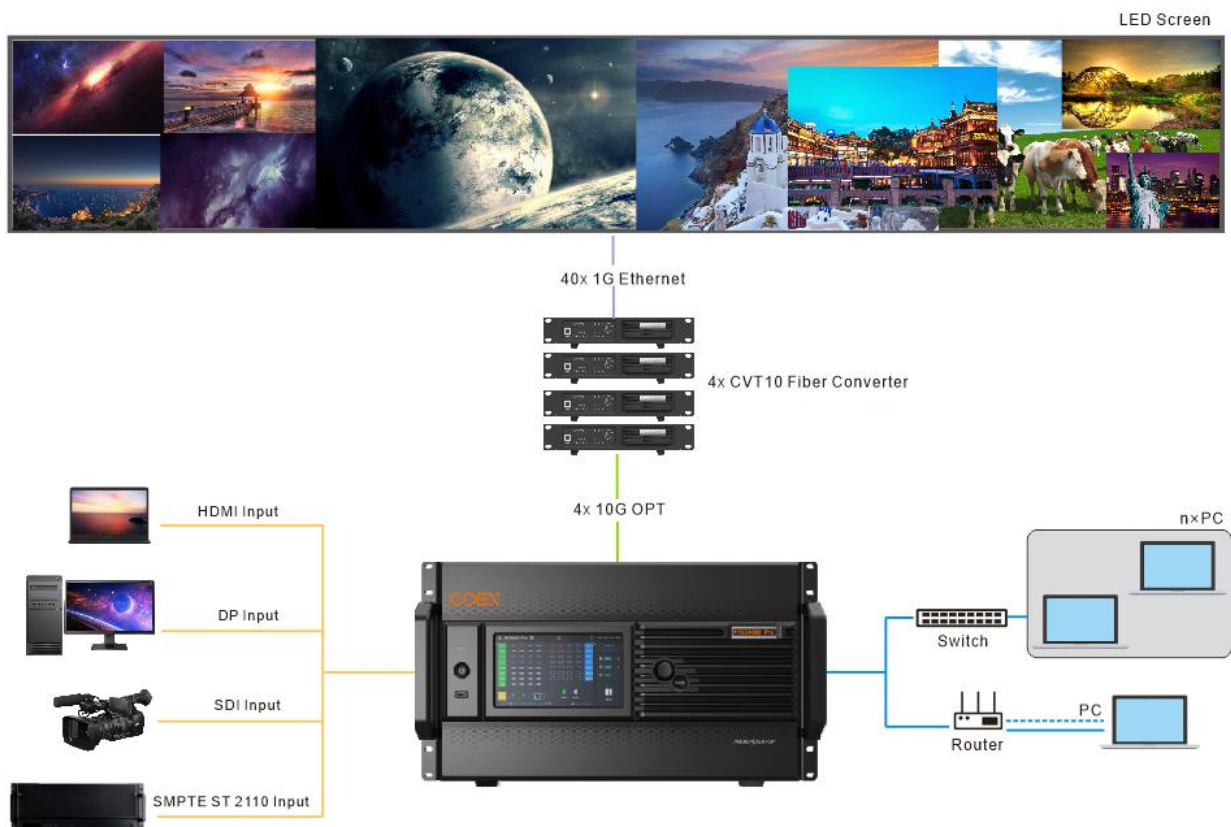 LED Screen
40x 1G Ethernet
4x CVT10 Fiber Converter
4x 10G OPT
HDMI Input
DP Input
SDI Input
SMPTE ST 2110 Input
COEX
n×PC
Switch
PC
Router